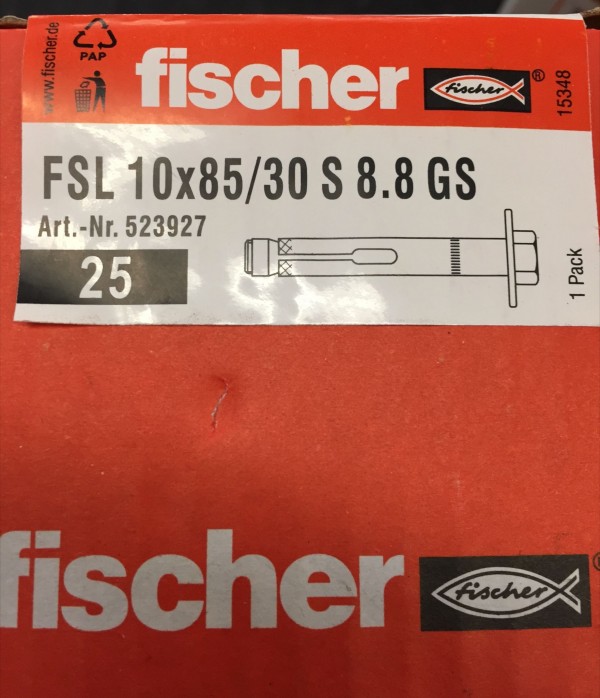 www.fischer.de
PAP
fischer
fischer®
15348
FSL 10x85/30 S 8.8 GS
Art.-Nr. 523927
25
1 Pack
fischer
fischer®